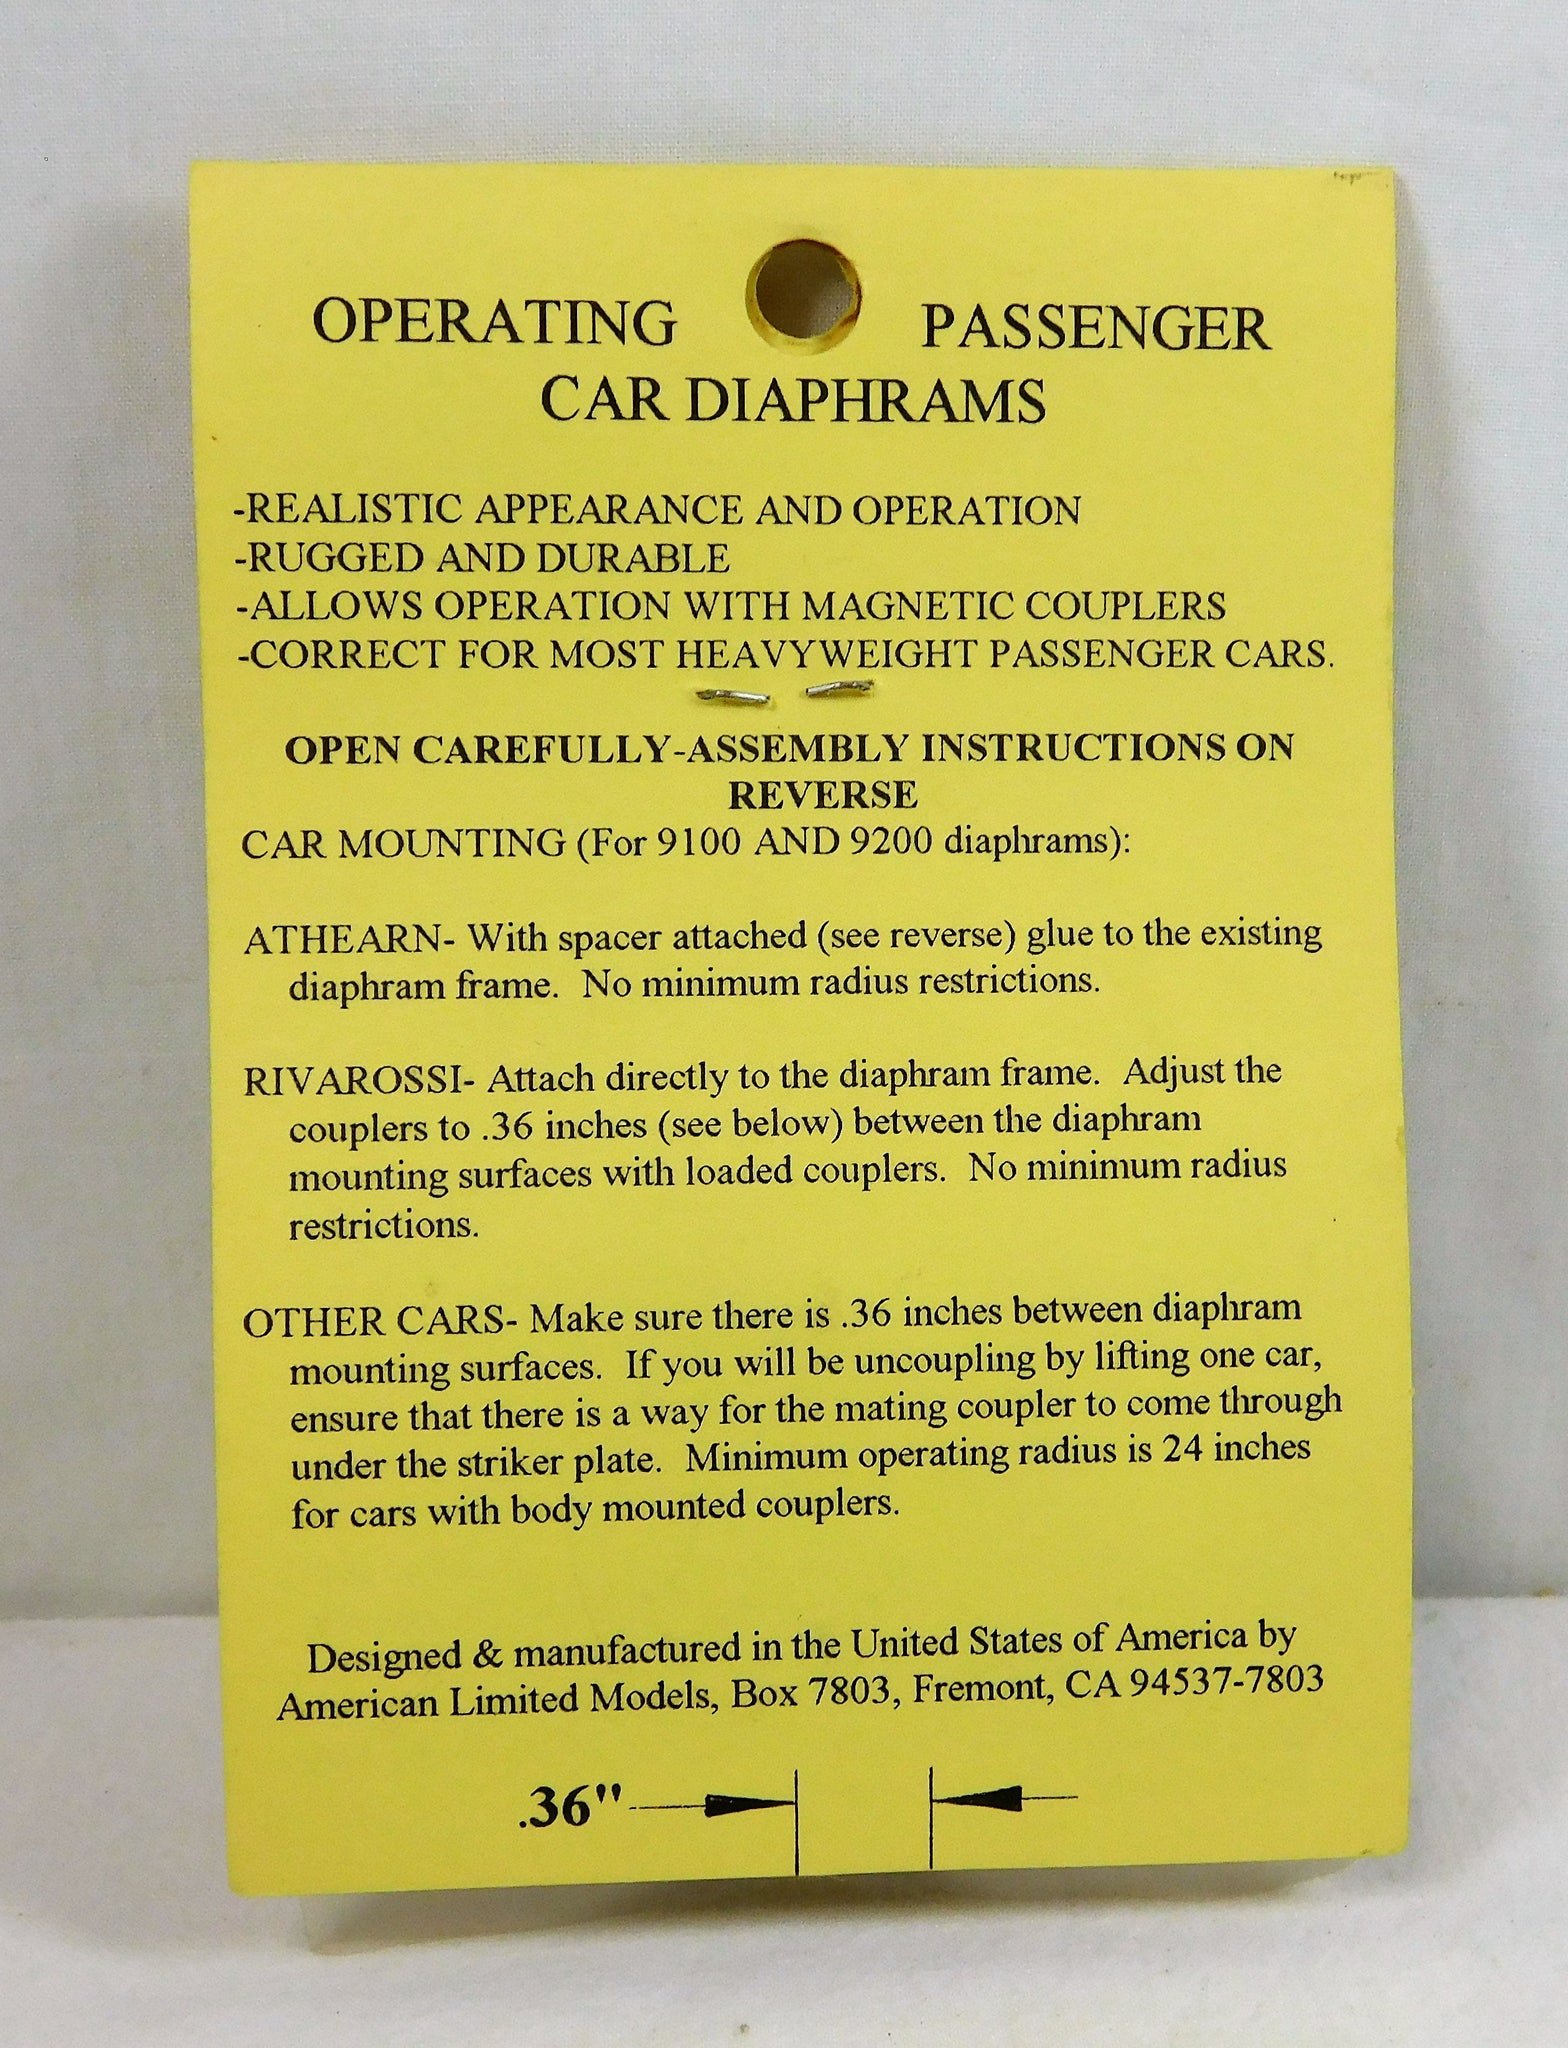 OPERATING PASSENGER
CAR DIAPHRAMS
-REALISTIC APPEARANCE AND OPERATION
-RUGGED AND DURABLE
-ALLOWS OPERATION WITH MAGNETIC COUPLERS
-CORRECT FOR MOST HEAVYWEIGHT PASSENGER CARS.
OPEN CAREFULLY-ASSEMBLY INSTRUCTIONS ON
REVERSE
CAR MOUNTING (For 9100 AND 9200 diaphrams):
ATHEARN- With spacer attached (see reverse) glue to the existing
diaphram frame. No minimum radius restrictions.
RIVAROSSI- Attach directly to the diaphram frame. Adjust the
couplers to .36 inches (see below) between the diaphram
mounting surfaces with loaded couplers. No minimum radius
restrictions.
OTHER CARS- Make sure there is .36 inches between diaphram
mounting surfaces. If you will be uncoupling by lifting one car,
ensure that there is a way for the mating coupler to come through
under the striker plate. Minimum operating radius is 24 inches
for cars with body mounted couplers.
Designed & manufactured in the United States of America by
American Limited Models, Box 7803, Fremont, CA 94537-7803
.36"